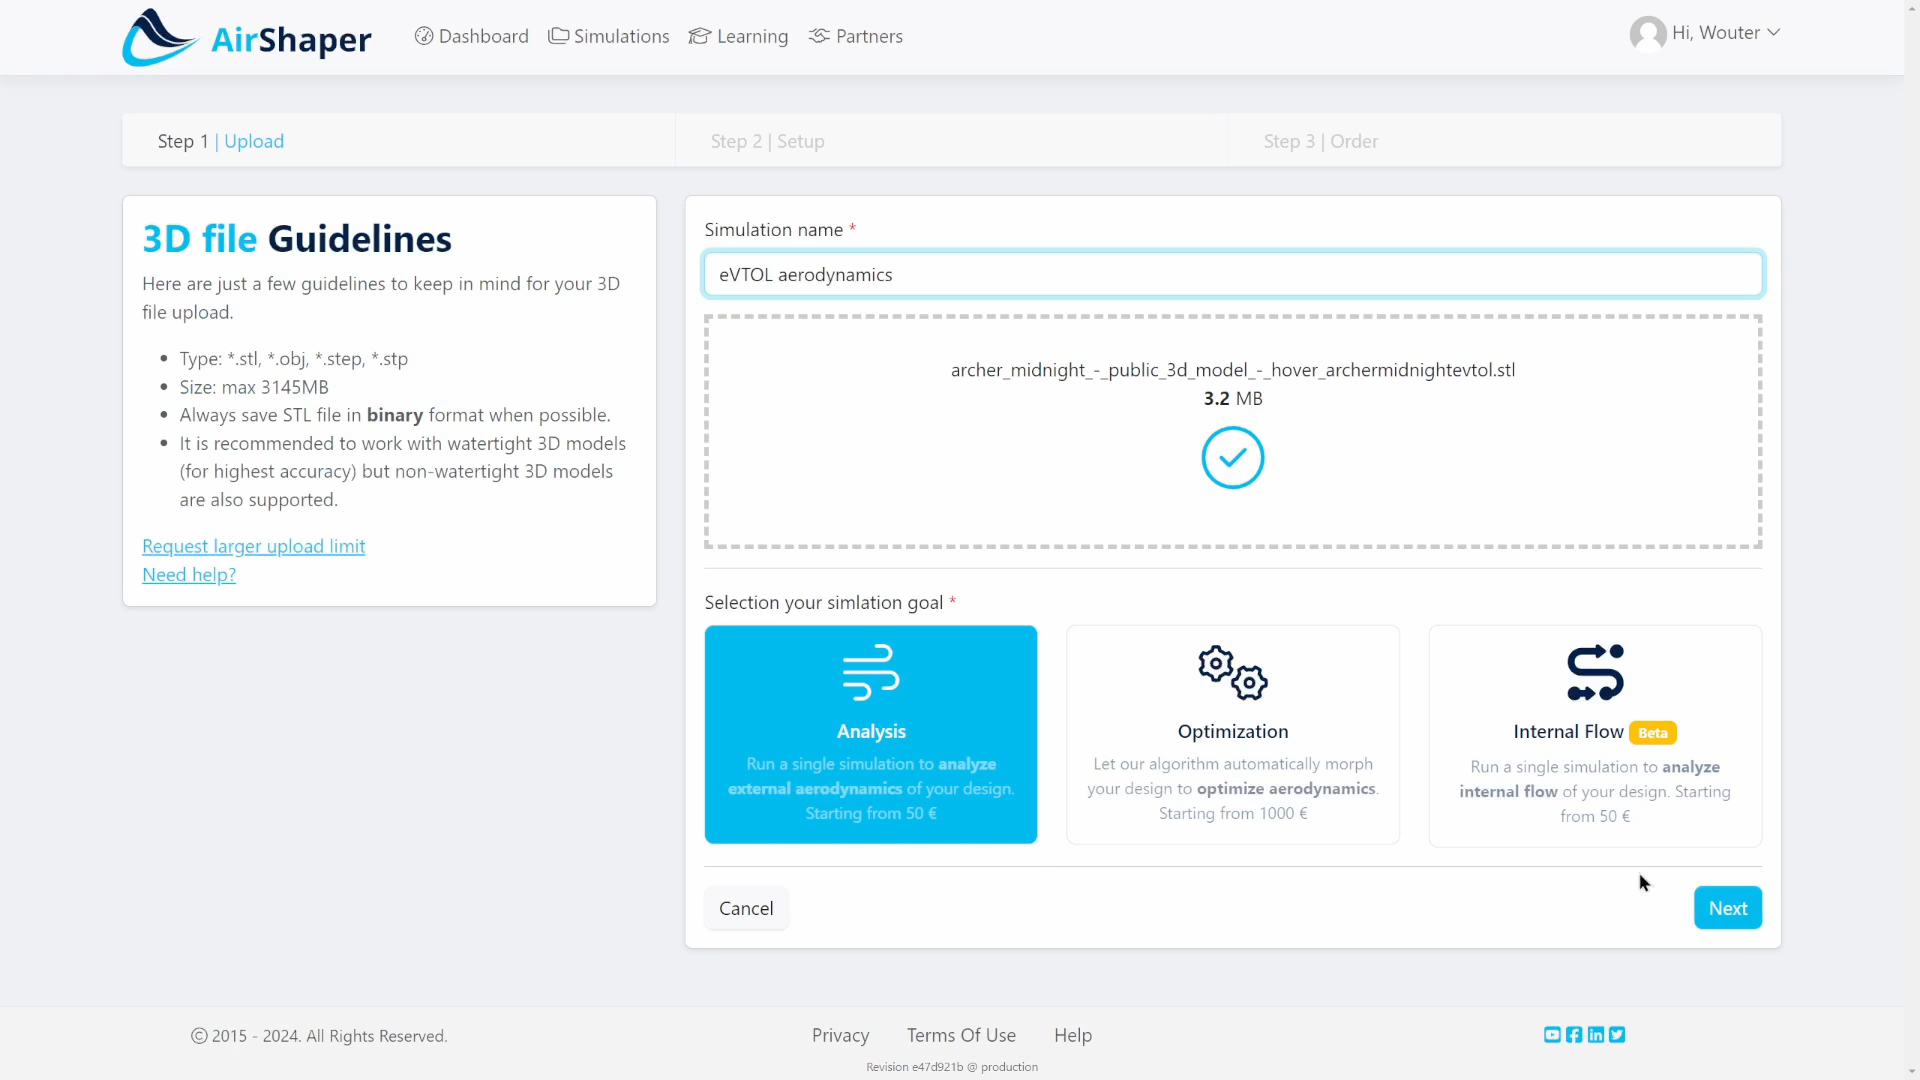 AirShaper
Dashboard
Simulations
Learning
Partners
Hi, Wouter
Step 1 | Upload
Step 2 | Setup
Step 3 | Order
3D file Guidelines
Here are just a few guidelines to keep in mind for your 3D
file upload.
• Type: *.stl, *.obj, *.step, *.stp
• Size: max 3145MB
• Always save STL file in binary format when possible.
• It is recommended to work with watertight 3D models
(for highest accuracy) but non-watertight 3D models
are also supported.
Request larger upload limit
Need help?
Simulation name *
eVTOL aerodynamics
archer_midnight_-_public_3d_model_-_hover_archermidnightevtol.stl
3.2 MB
Selection your simlation goal *
Analysis
Run a single simulation to analyze
external aerodynamics of your design.
Starting from 50 €
Optimization
Let our algorithm automatically morph
your design to optimize aerodynamics.
Starting from 1000 €
Internal Flow Beta
Run a single simulation to analyze
internal flow of your design. Starting
from 50 €
Cancel
Next
© 2015 - 2024. All Rights Reserved.
Privacy
Terms Of Use
Help
Revision e47d921b @ production